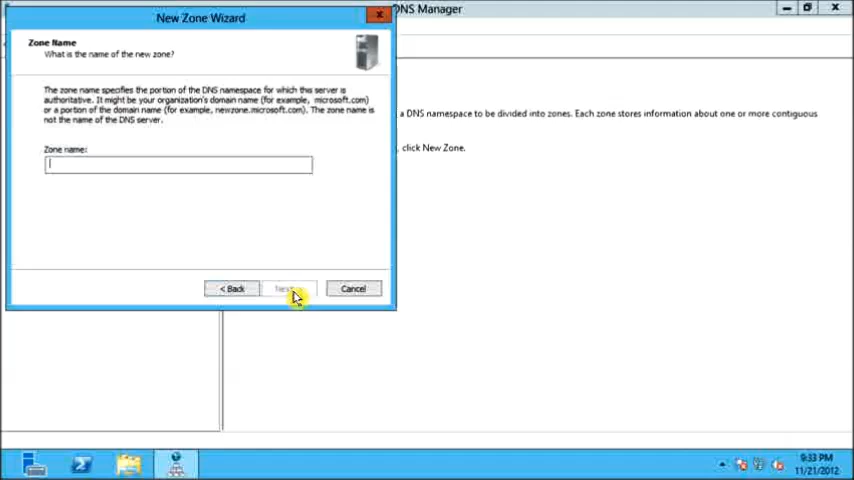 New Zone Wizard
x
DNS Manager
Zone Name
What is the name of the new zone?
The zone name specifies the portion of the DNS namespace for which this server is
authoritative. It might be your organization's domain name (for example, microsoft.com)
or a portion of the domain name (for example, newzone.microsoft.com). The zone name is
not the name of the DNS server.
a DNS namespace to be divided into zones. Each zone stores information about one or more contiguous
, click New Zone.
Zone name:
< Back
Next
Cancel
9:33 PM
11/21/2012